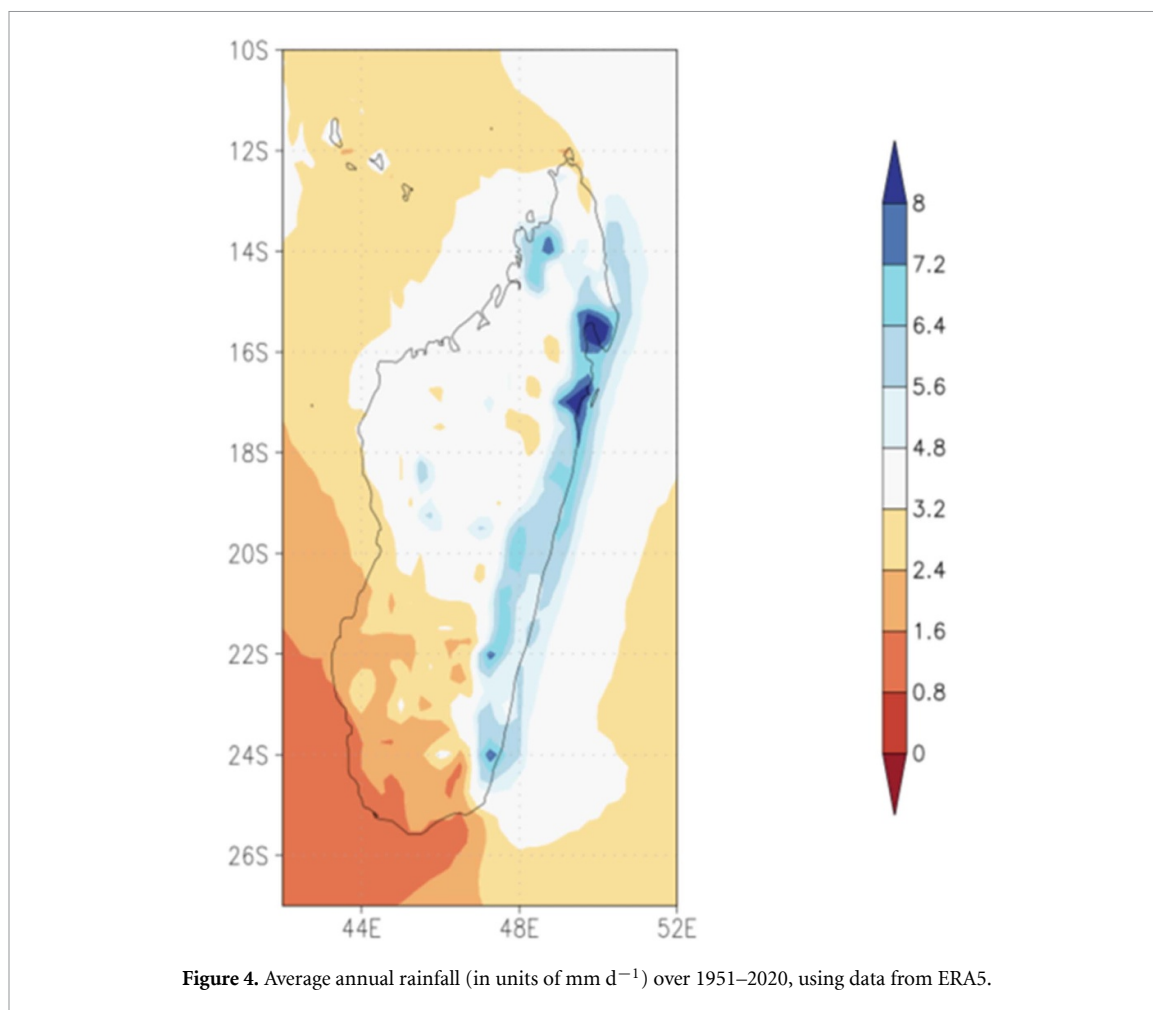 10S
12S
14S
16S
18S
20S
22S
24S
26S
44E 48E 52E
8
7.2
6.4
5.6
4.8
3.2
2.4
1.6
0.8
0
Figure 4. Average annual rainfall (in units of mm d−1) over 1951–2020, using data from ERA5.